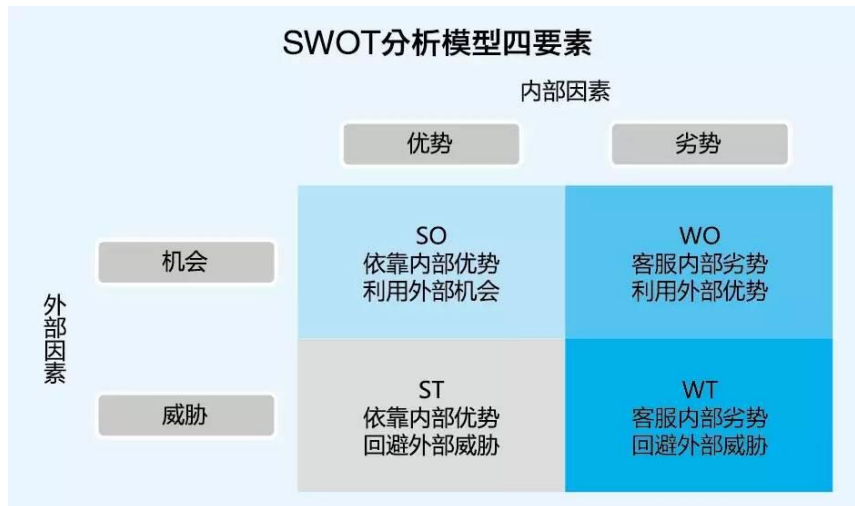 SWOT分析模型四要素
内部因素
优势
劣势
外部因素
机会
SO
依靠内部优势
利用外部机会
WO
客服内部劣势
利用外部优势
威胁
ST
依靠内部优势
回避外部威胁
WT
客服内部劣势
回避外部威胁